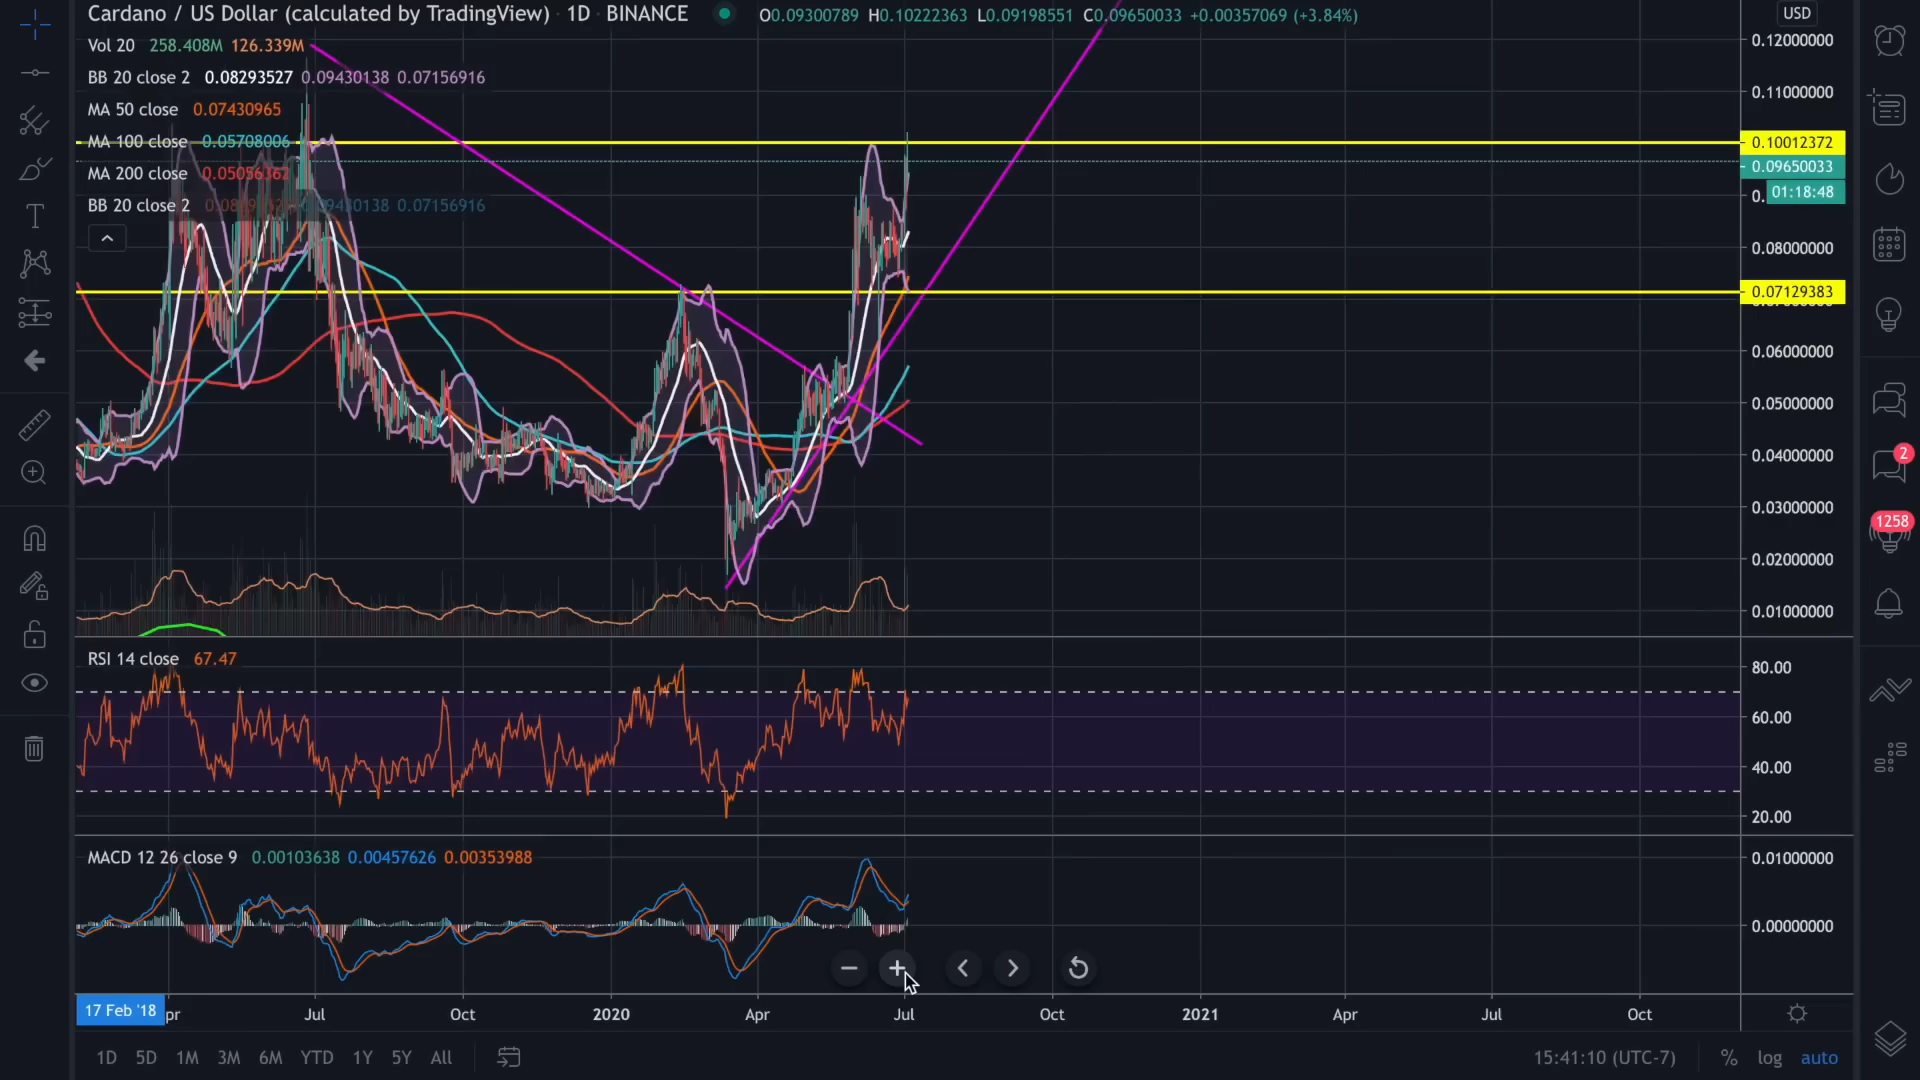 Cardano / US Dollar (calculated by TradingView) · 1D · BINANCE O0.09300789 H0.10222363 L0.09198551 C0.09650033 +0.00357069 (+3.84%)
USD
Vol 20 258.408M 126.339M
BB 20 close 2 0.08293527 0.09430138 0.07156916
MA 50 close 0.07430965
MA 100 close 0.05708006
MA 200 close 0.05056362
BB 20 close 2 0.09430138 0.07156916
0.12000000
0.11000000
0.10012372
0.09650033
0.
01:18:48
0.08000000
0.07129383
0.06000000
0.05000000
0.04000000
0.03000000
0.02000000
0.01000000
2
1258
RSI 14 close 67.47
80.00
60.00
40.00
20.00
MACD 12 26 close 9 0.00103638 0.00457626 0.00353988
0.01000000
0.00000000
17 Feb '18 pr Jul Oct 2020 Apr Jul Oct 2021 Apr Jul Oct
1D 5D 1M 3M 6M YTD 1Y 5Y All 15:41:10 (UTC-7) % log auto